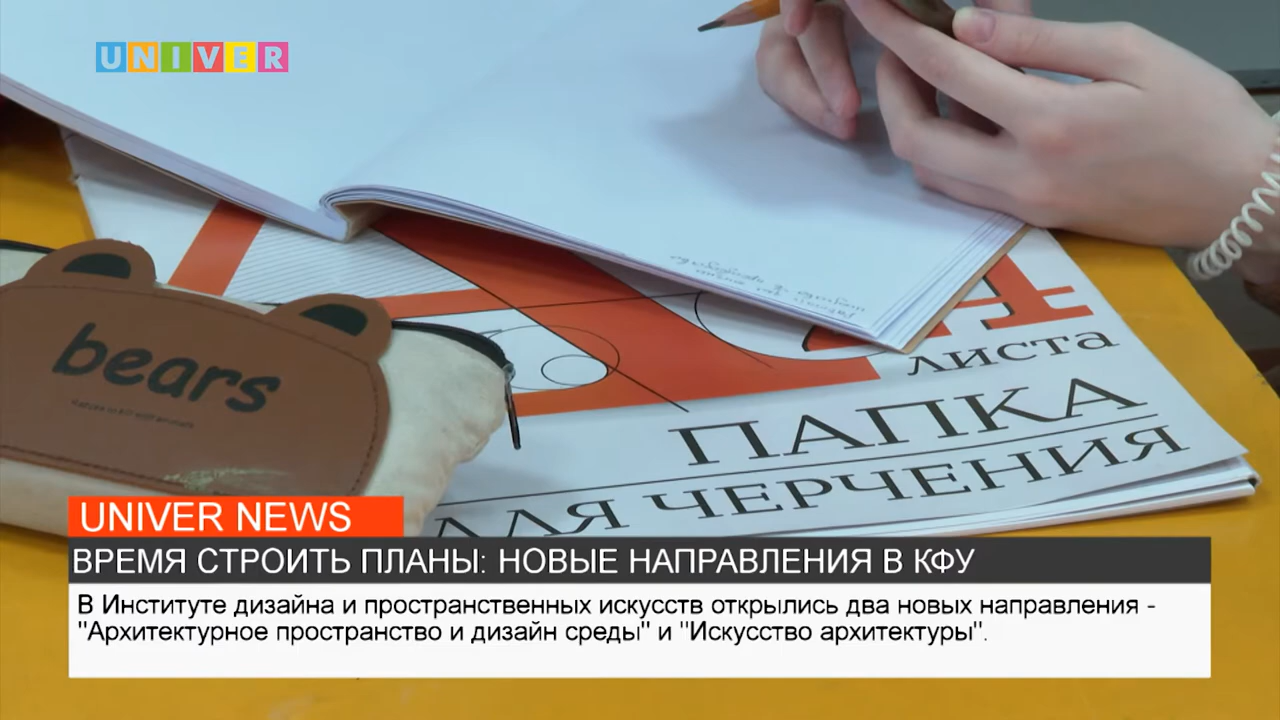 UNIVER
листа
ПАПКА
ДЛЯ ЧЕРЧЕНИЯ
bears
UNIVER NEWS
ВРЕМЯ СТРОИТЬ ПЛАНЫ: НОВЫЕ НАПРАВЛЕНИЯ В КФУ
В Институте дизайна и пространственных искусств открылись два новых направления -
"Архитектурное пространство и дизайн среды" и "Искусство архитектуры".